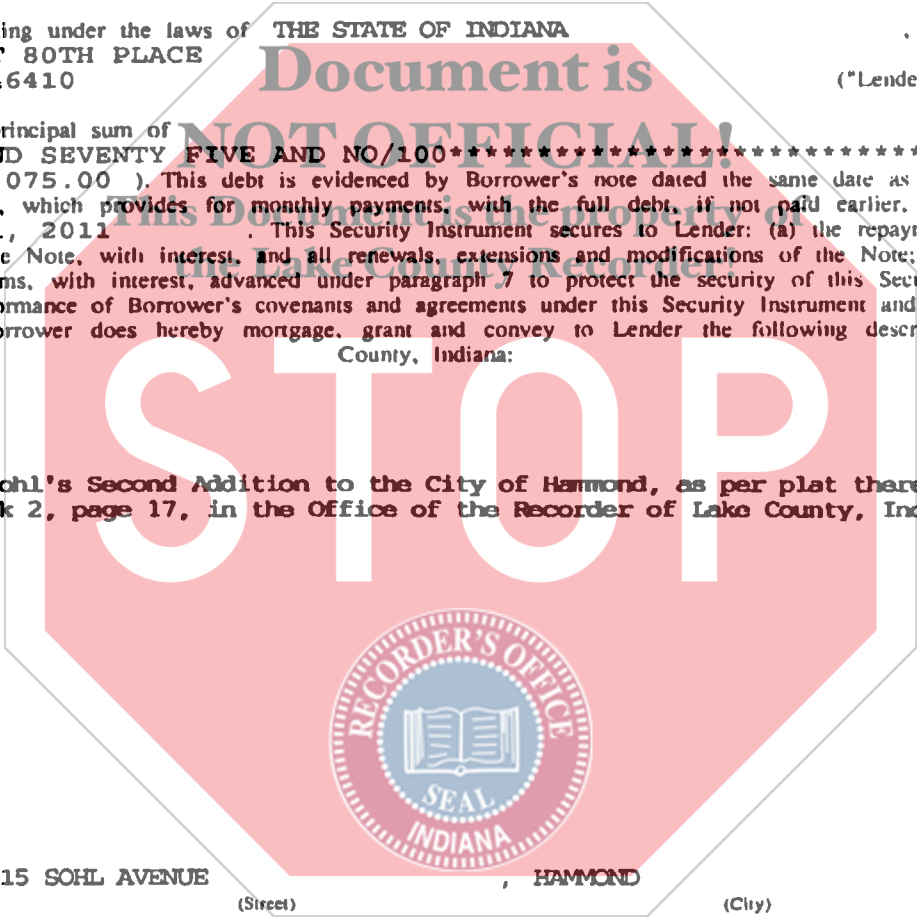 ing under the laws of THE STATE OF INDIANA ,
T 80TH PLACE
46410 ("Lende
Document is
rincipal sum of
NOT OFFICIAL!
ND SEVENTY FIVE AND NO/100********************************
075.00 ). This debt is evidenced by Borrower's note dated the same date as
, which provides for monthly payments, with the full debt, if not paid earlier,
This Document is the property of
1, 2011 . This Security Instrument secures to Lender: (a) the repaym
e Note, with interest, and all renewals, extensions and modifications of the Note;
the Lake County Recorder!
ms, with interest, advanced under paragraph 7 to protect the security of this Secu
ormance of Borrower's covenants and agreements under this Security Instrument and
orrower does hereby mortgage, grant and convey to Lender the following descr
County, Indiana:
STOP
ohl's Second Addition to the City of Hammond, as per plat there
k 2, page 17, in the Office of the Recorder of Lake County, Ind
RECORDER'S OFFICE
SEAL
INDIANA
15 SOHL AVENUE , HAMMOND
(Street) (City)